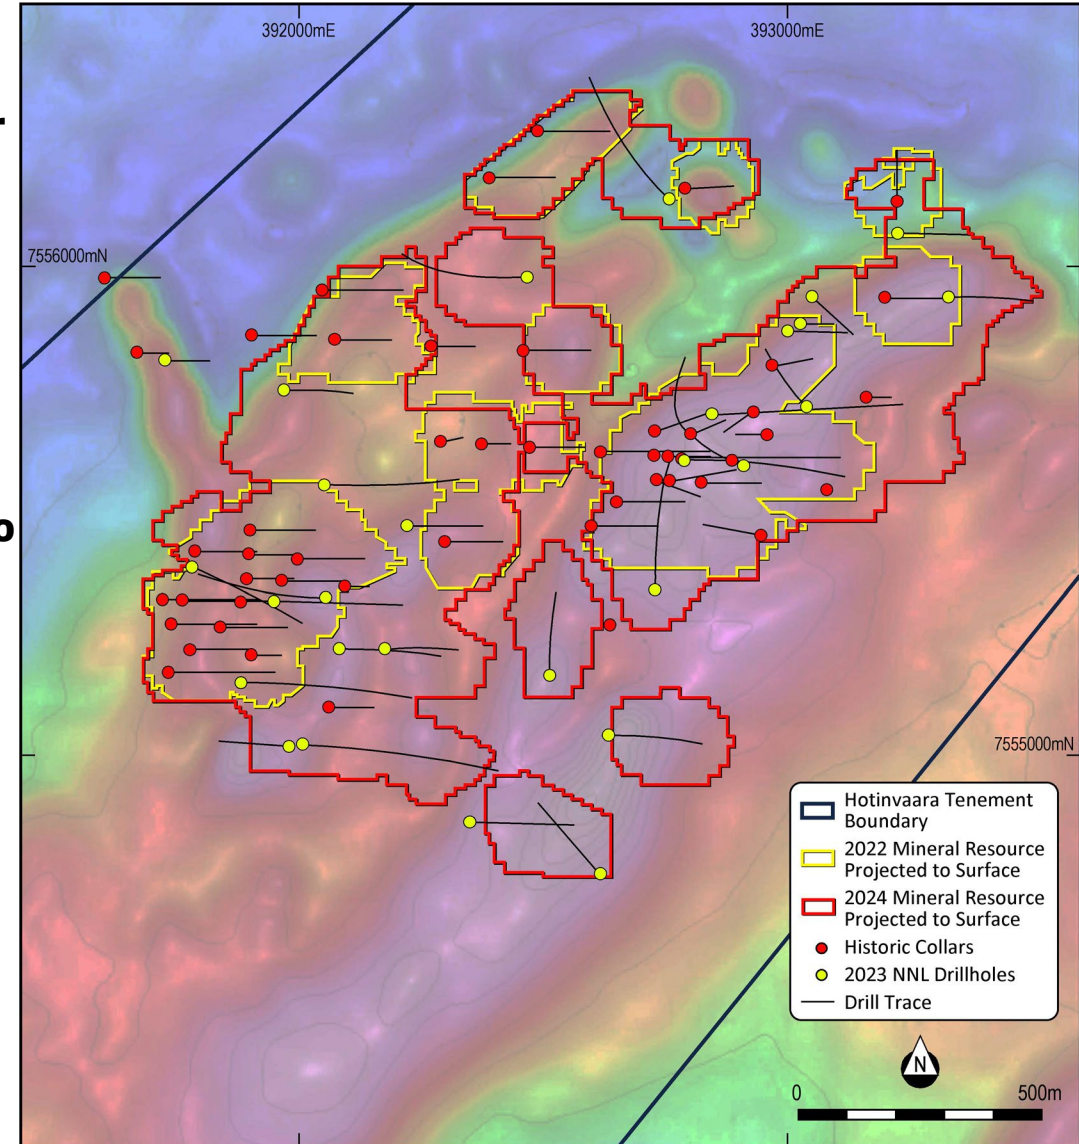 392000mE
393000mE
7556000mN
o
7555000mN
Hotinvaara Tenement
Boundary
2022 Mineral Resource
Projected to Surface
2024 Mineral Resource
Projected to Surface
Historic Collars
2023 NNL Drillholes
Drill Trace
N
0
500m